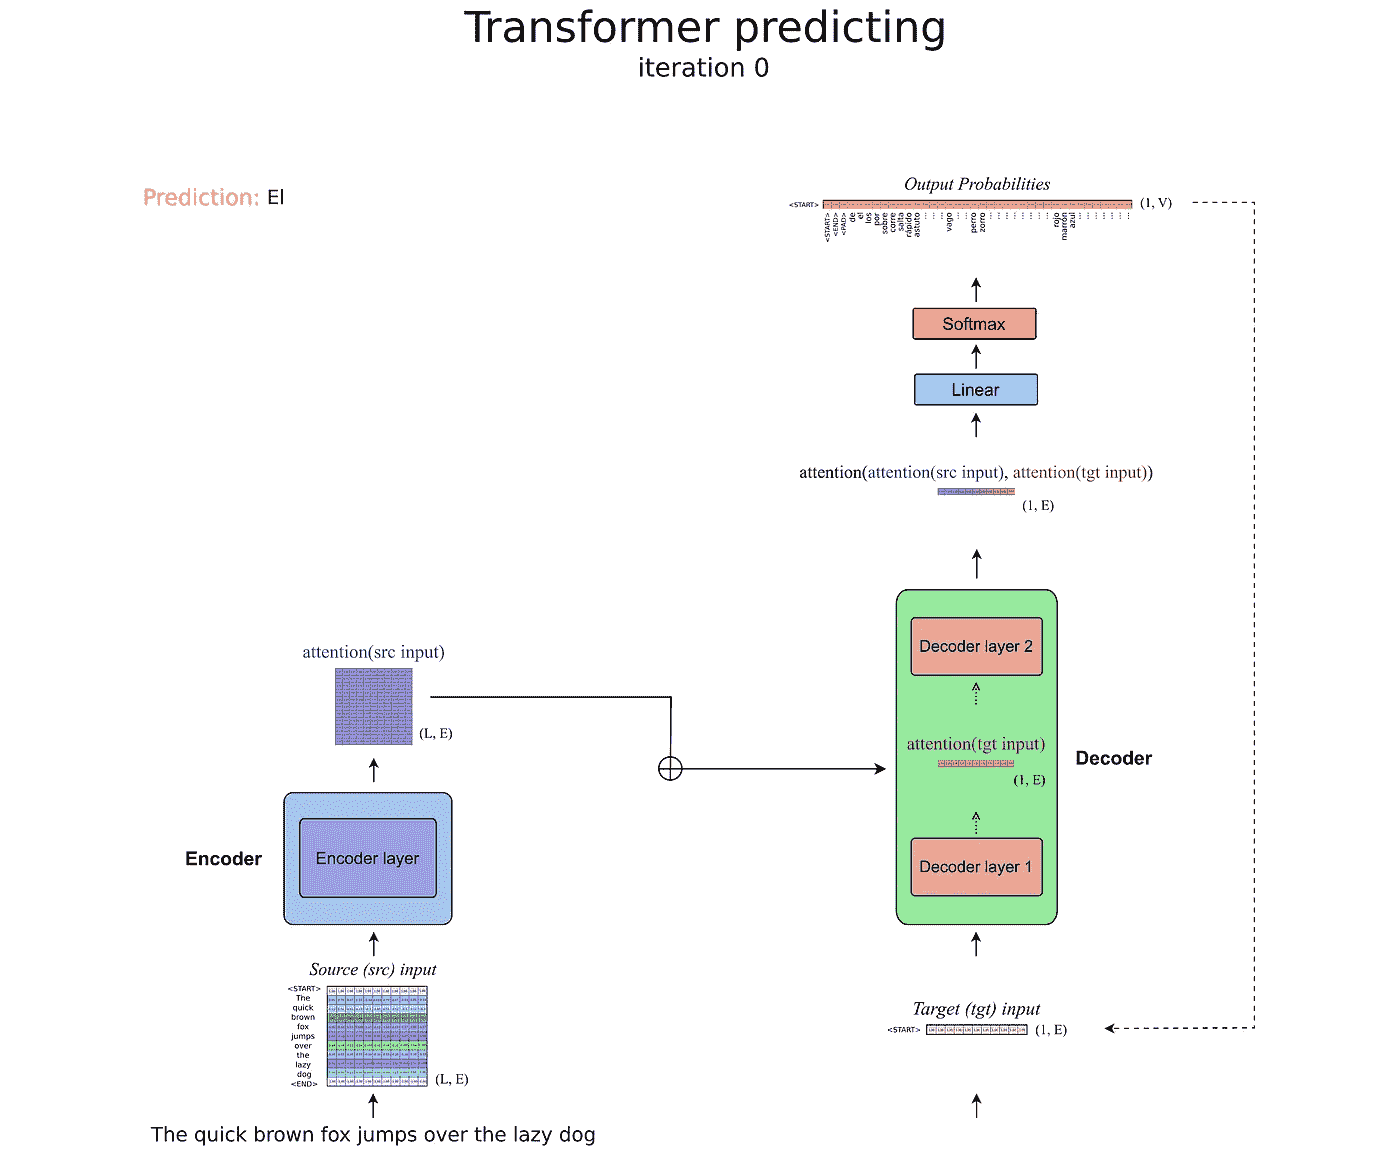 Transformer predicting
iteration 0
Prediction: El
Output Probabilities
<START>
(1, V)
<START>
<END>
<PAD>
de
el
los
por
sobre
corre
salta
rápido
astuto
...
...
...
vago
...
...
perro
zorro
...
...
...
...
...
...
...
...
rojo
marrón
azul
...
...
...
...
...
...
...
Softmax
Linear
attention(attention(src input), attention(tgt input))
(1, E)
Decoder layer 2
attention(src input)
(L, E)
attention(tgt input)
(1, E)
Decoder
Encoder
Encoder layer
Decoder layer 1
Source (src) input
<START>
The
quick
brown
fox
jumps
over
the
lazy
dog
<END>
(L, E)
Target (tgt) input
<START>
(1, E)
The quick brown fox jumps over the lazy dog